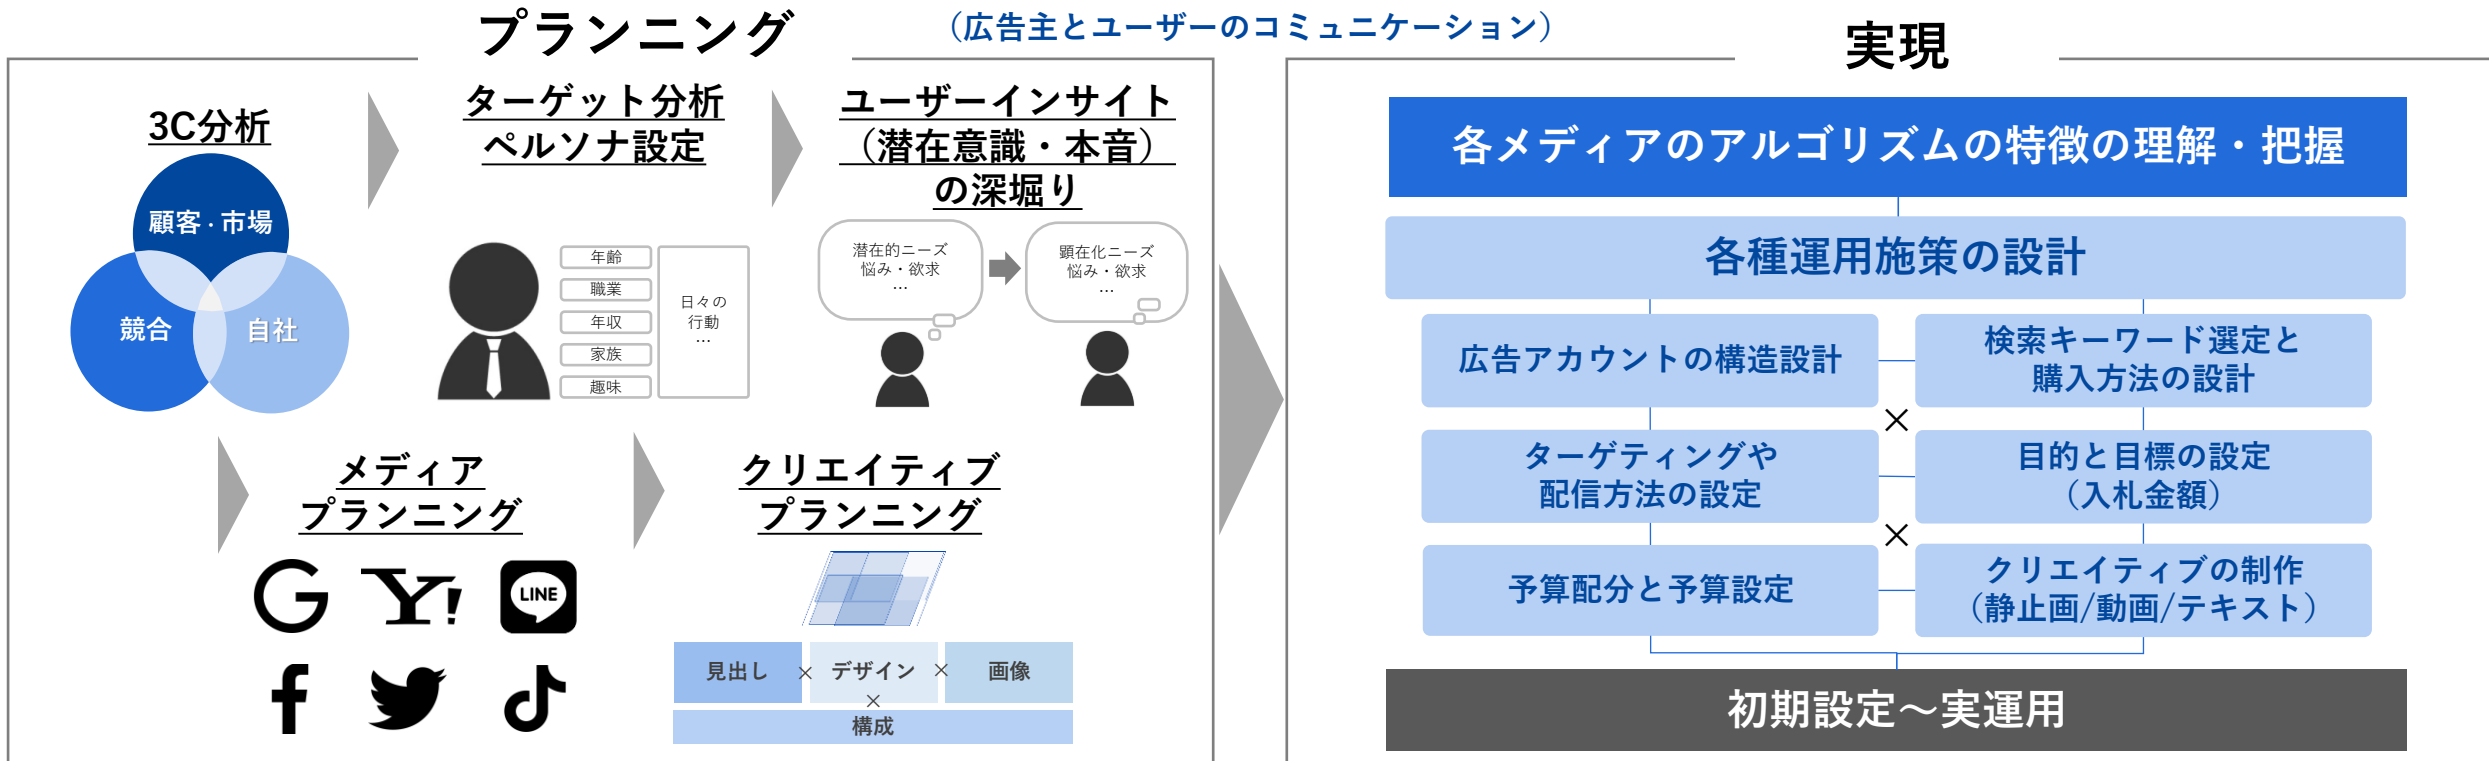 プランニング
（広告主とユーザーのコミュニケーション）
実現
3C分析
顧客・市場
競合
自社
ターゲット分析
ペルソナ設定
年齢
職業
年収
家族
趣味
日々の
行動
…
ユーザーインサイト
（潜在意識・本音）
の深堀り
潜在的ニーズ
悩み・欲求
…
顕在化ニーズ
悩み・欲求
…
メディア
プランニング
G
Y!
LINE
クリエイティブ
プランニング
見出し
×
デザイン
×
画像
×
構成
各メディアのアルゴリズムの特徴の理解・把握
各種運用施策の設計
広告アカウントの構造設計
検索キーワード選定と
購入方法の設計
×
ターゲティングや
配信方法の設定
目的と目標の設定
（入札金額）
×
予算配分と予算設定
クリエイティブの制作
（静止画/動画/テキスト）
初期設定～実運用